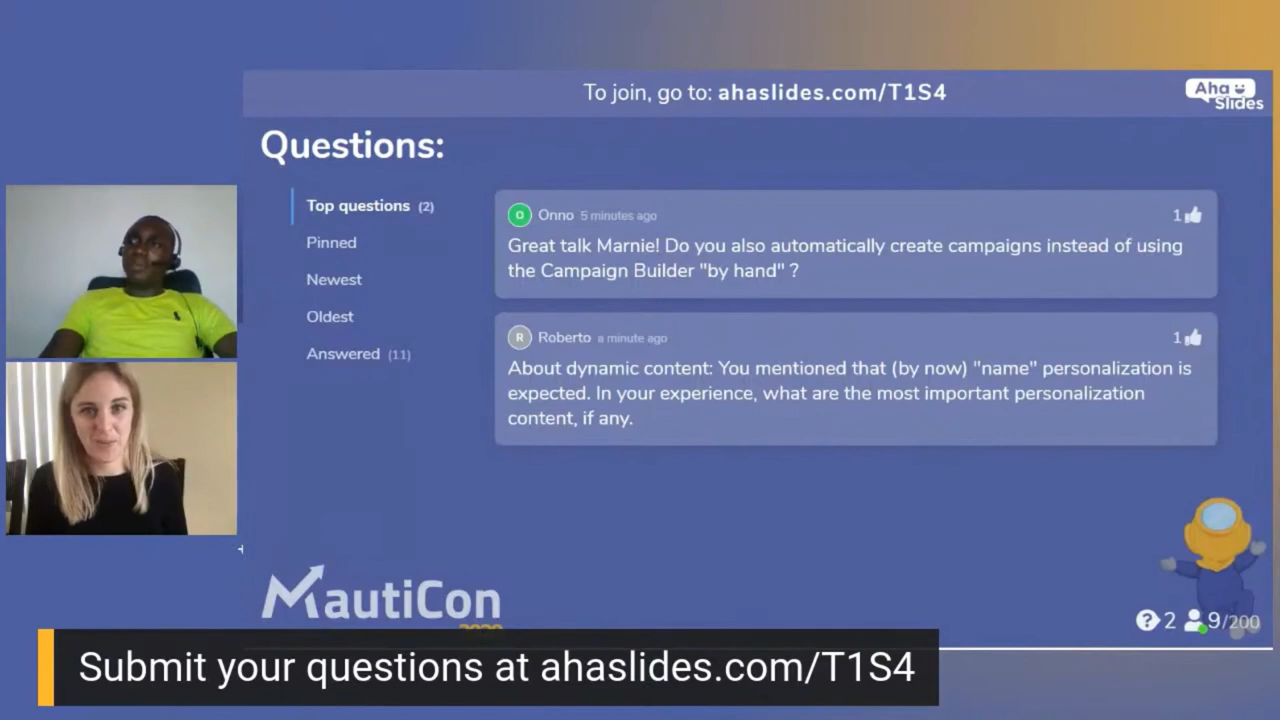 To join, go to: ahaslides.com/T1S4
Aha
Slides
Questions:
Top questions (2)
Pinned
Newest
Oldest
Answered (11)
O Onno 5 minutes ago
1
Great talk Marnie! Do you also automatically create campaigns instead of using
the Campaign Builder "by hand" ?
R Roberto a minute ago
1
About dynamic content: You mentioned that (by now) "name" personalization is
expected. In your experience, what are the most important personalization
content, if any.
MautiCon
2 9/200
Submit your questions at ahaslides.com/T1S4